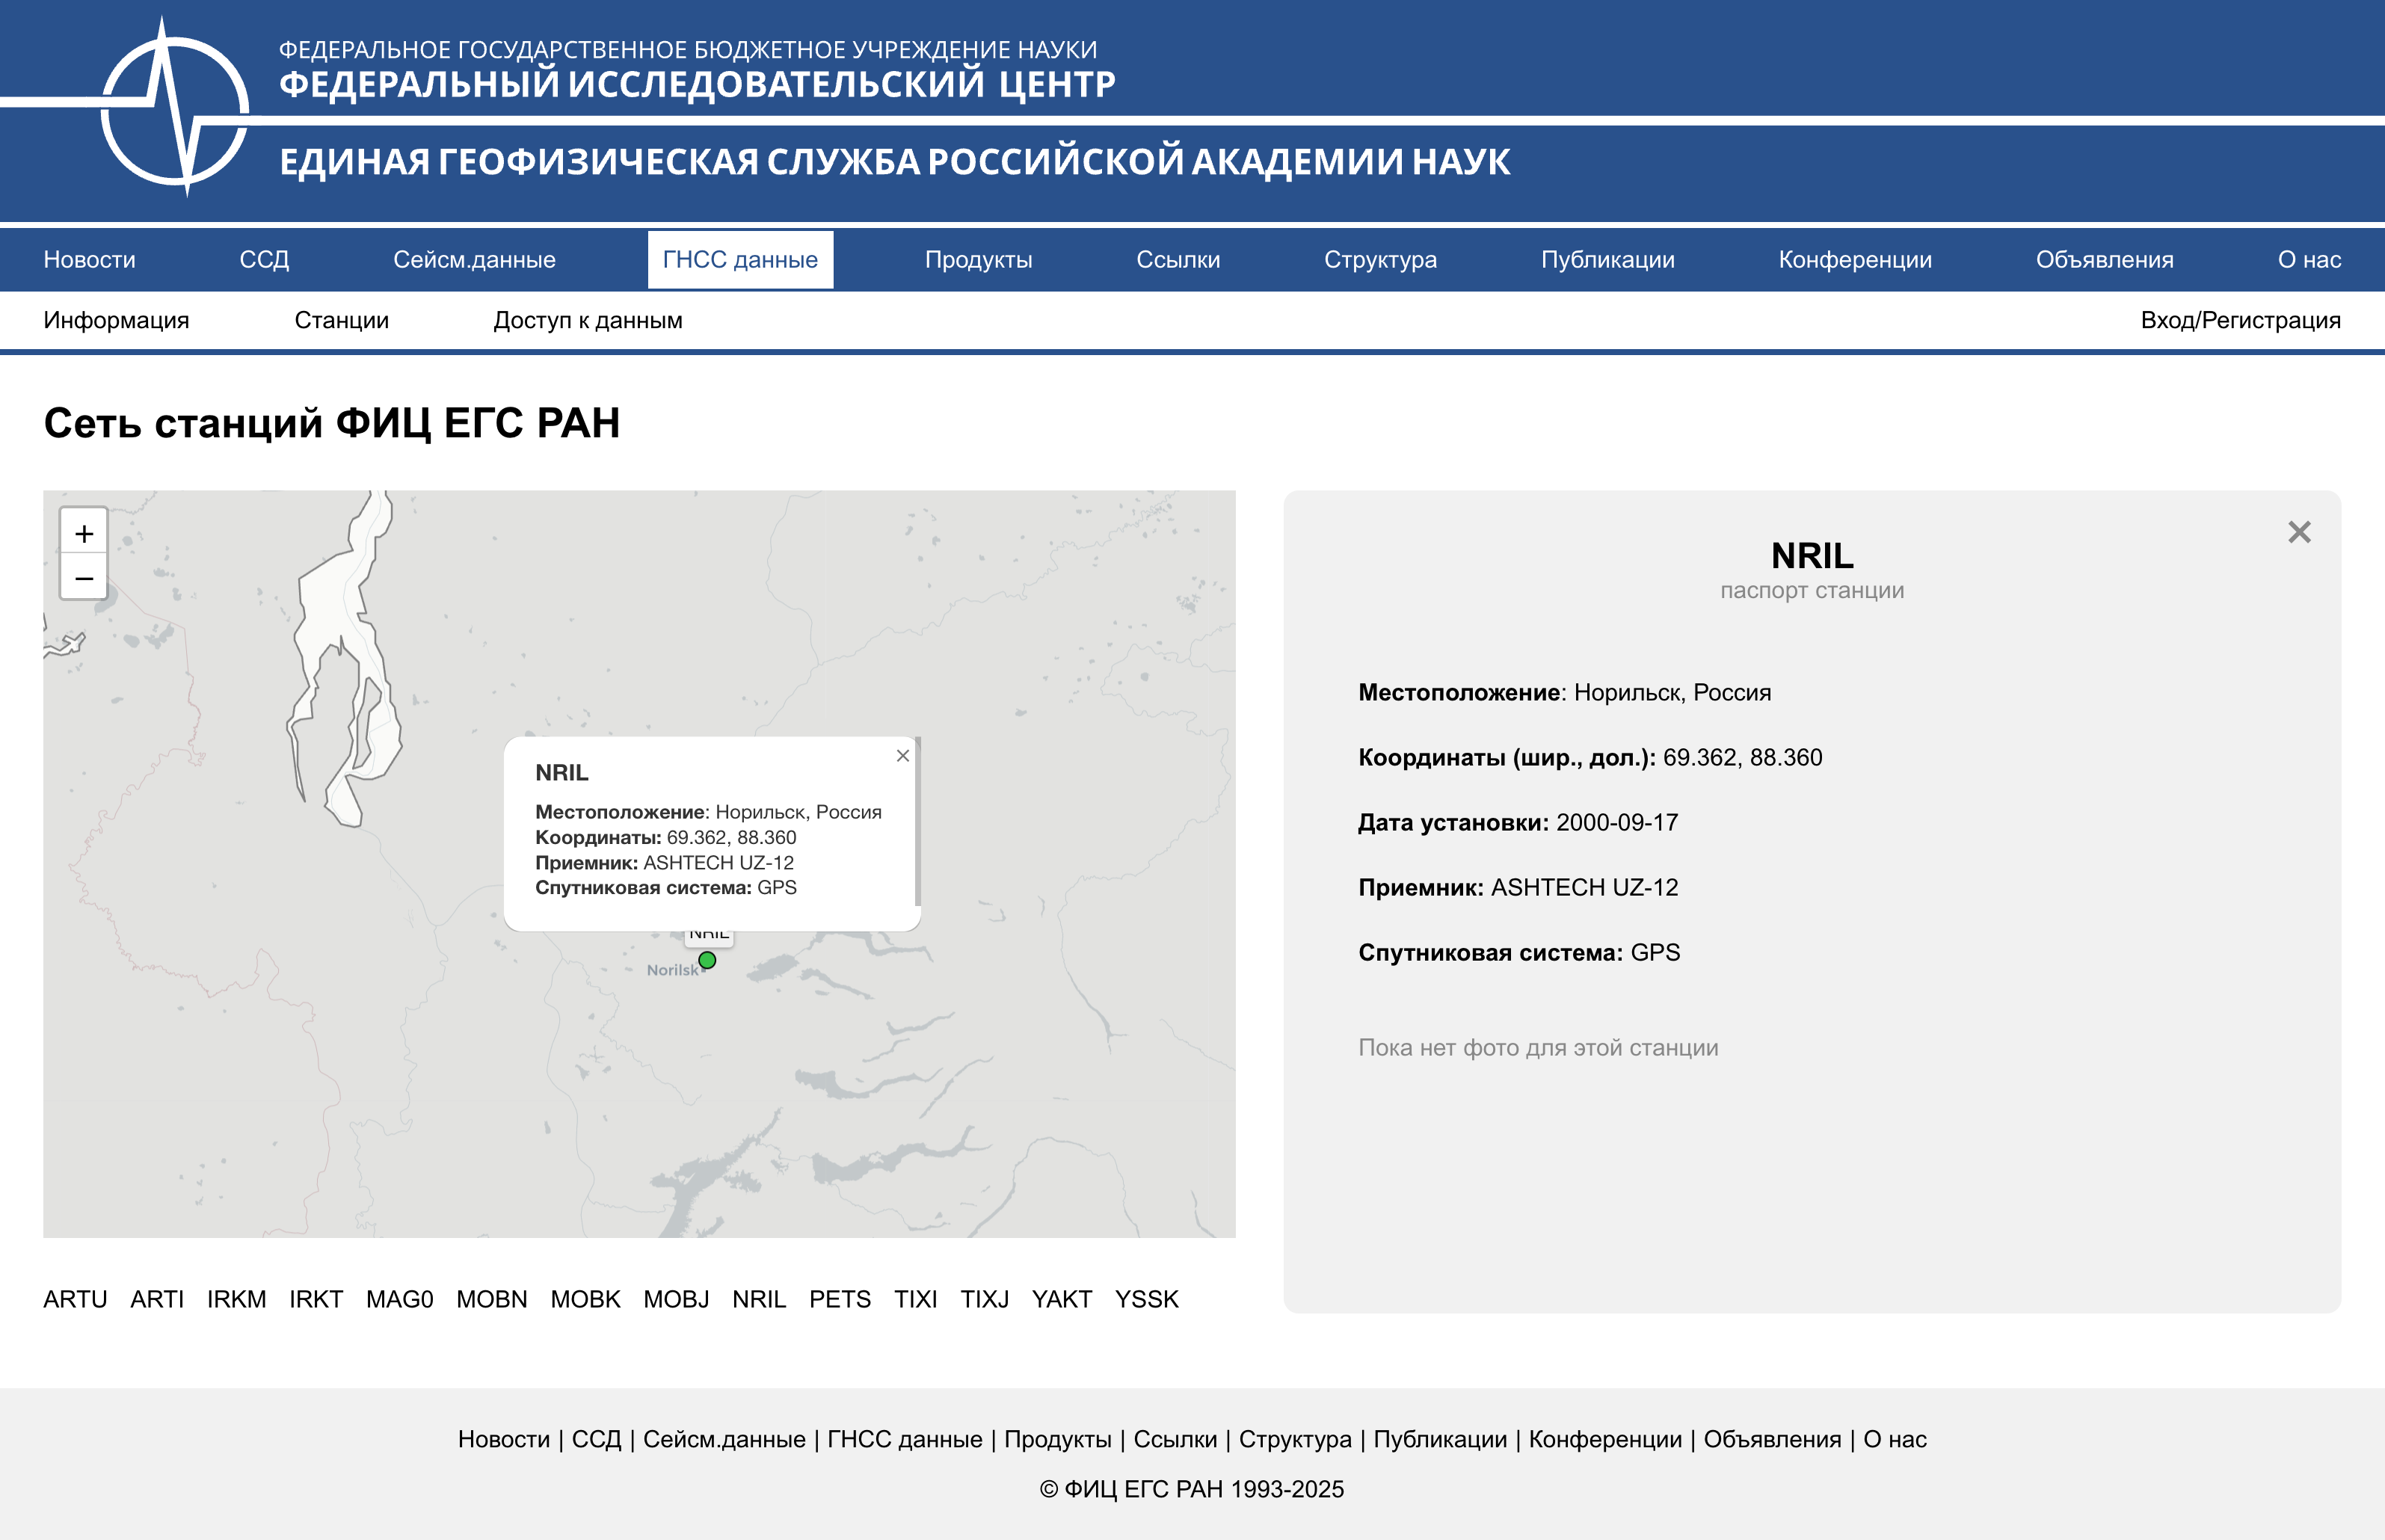 ФЕДЕРАЛЬНОЕ ГОСУДАРСТВЕННОЕ БЮДЖЕТНОЕ УЧРЕЖДЕНИЕ НАУКИ
ФЕДЕРАЛЬНЫЙ ИССЛЕДОВАТЕЛЬСКИЙ ЦЕНТР
ЕДИНАЯ ГЕОФИЗИЧЕСКАЯ СЛУЖБА РОССИЙСКОЙ АКАДЕМИИ НАУК
Новости ССД Сейсм.данные ГНСС данные Продукты Ссылки Структура Публикации Конференции Объявления О нас
Информация Станции Доступ к данным Вход/Регистрация
Сеть станций ФИЦ ЕГС РАН
+
−
NRIL
Местоположение: Норильск, Россия
Координаты: 69.362, 88.360
Приемник: ASHTECH UZ-12
Спутниковая система: GPS
NRIL
Norilsk
ARTU ARTI IRKM IRKT MAG0 MOBN MOBK MOBJ NRIL PETS TIXI TIXJ YAKT YSSK
NRIL
паспорт станции
Местоположение: Норильск, Россия
Координаты (шир., дол.): 69.362, 88.360
Дата установки: 2000-09-17
Приемник: ASHTECH UZ-12
Спутниковая система: GPS
Пока нет фото для этой станции
Новости | ССД | Сейсм.данные | ГНСС данные | Продукты | Ссылки | Структура | Публикации | Конференции | Объявления | О нас
© ФИЦ ЕГС РАН 1993-2025